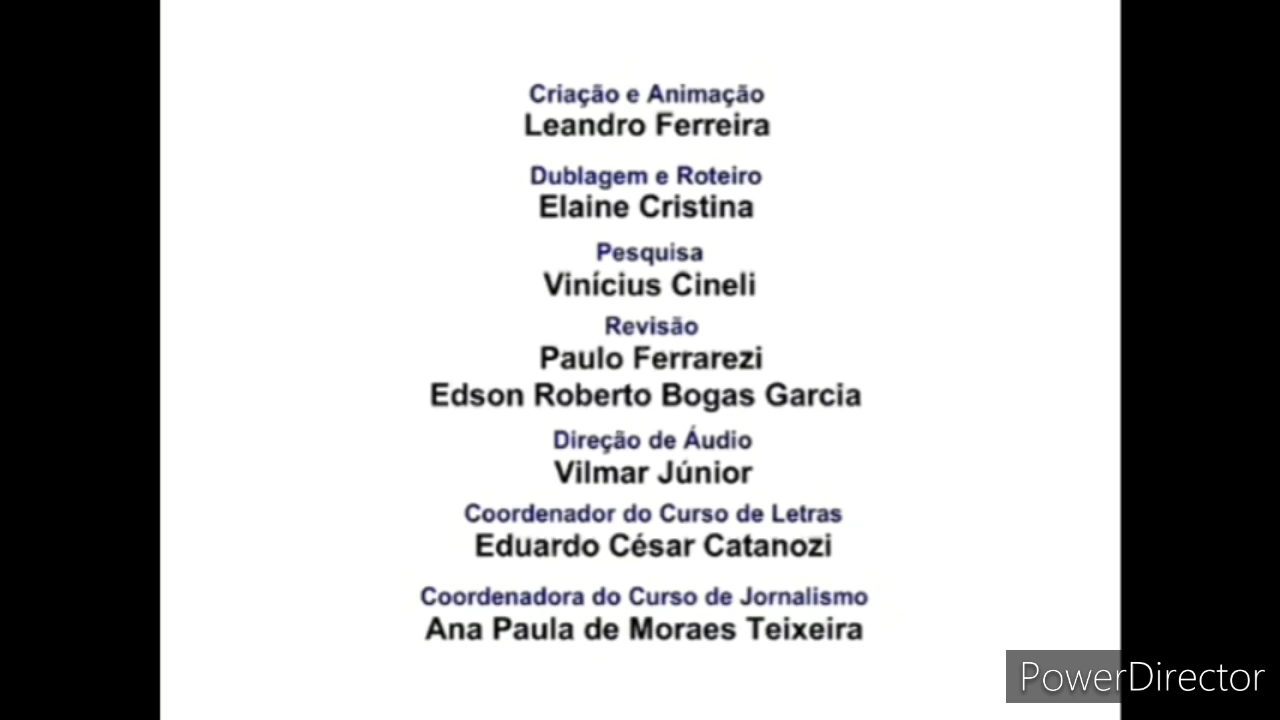 Criação e Animação
Leandro Ferreira
Dublagem e Roteiro
Elaine Cristina
Pesquisa
Vinícius Cineli
Revisão
Paulo Ferrarezi
Edson Roberto Bogas Garcia
Direção de Áudio
Vilmar Júnior
Coordenador do Curso de Letras
Eduardo César Catanozi
Coordenadora do Curso de Jornalismo
Ana Paula de Moraes Teixeira
PowerDirector